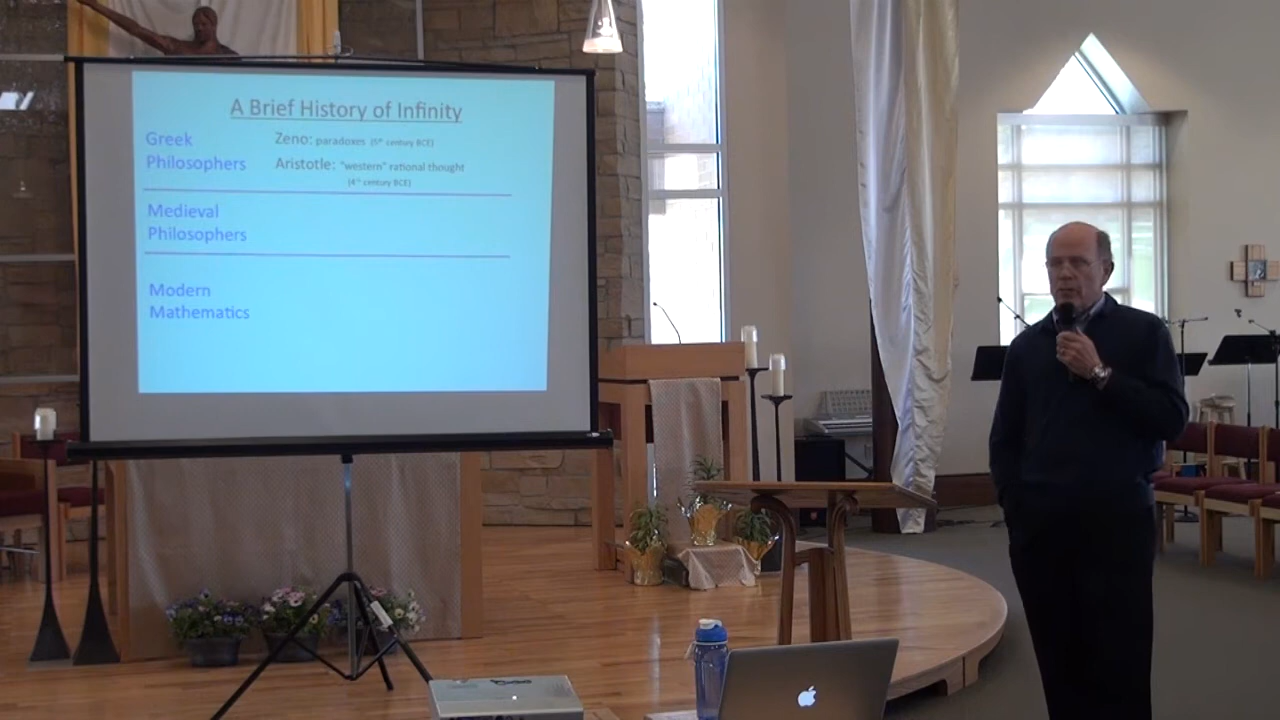 A Brief History of Infinity
Greek
Philosophers
Zeno: paradoxes (5th century BCE)
Aristotle: "western" rational thought
(4th century BCE)
Medieval
Philosophers
Modern
Mathematics